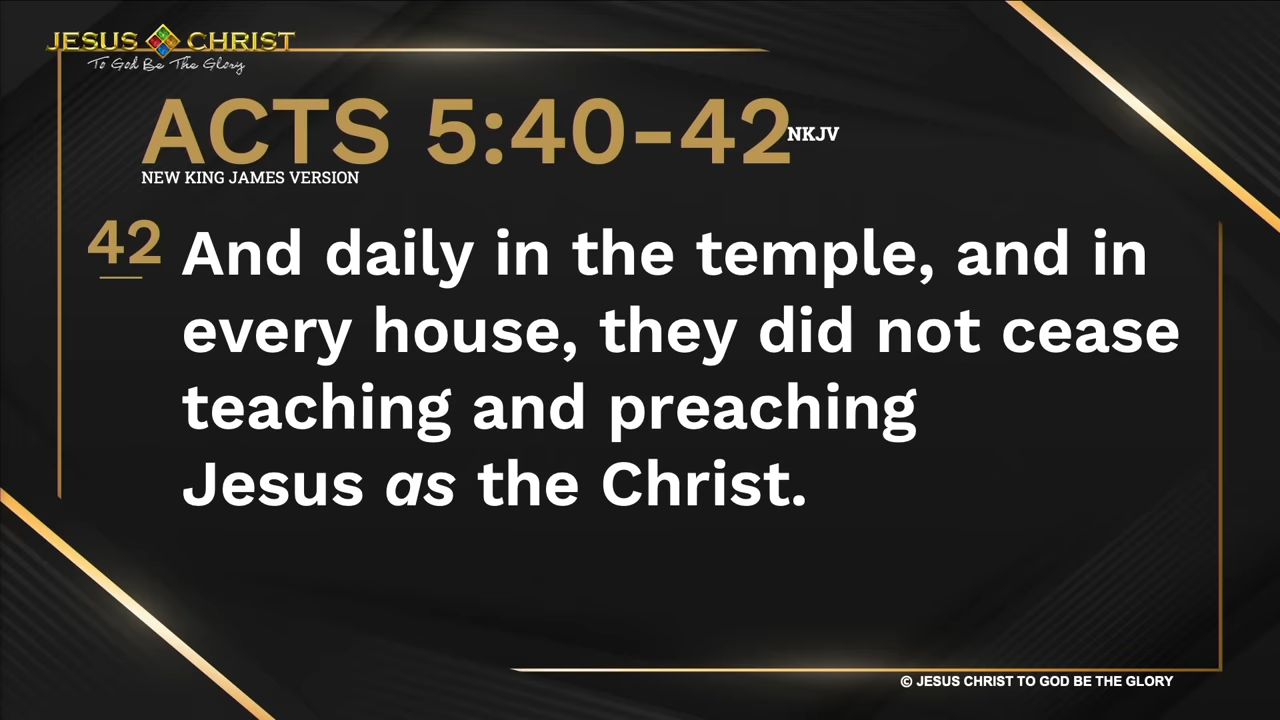 JESUS CHRIST
To God Be The Glory
ACTS 5:40-42 NKJV
NEW KING JAMES VERSION
42 And daily in the temple, and in
every house, they did not cease
teaching and preaching
Jesus as the Christ.
© JESUS CHRIST TO GOD BE THE GLORY